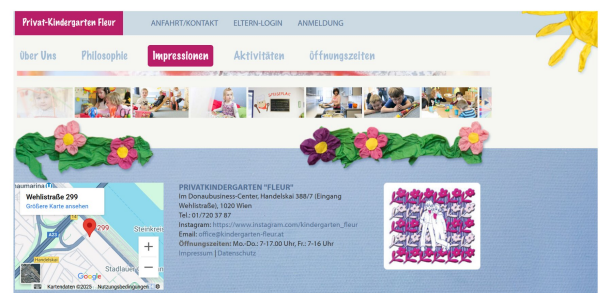 Privat-Kindergarten Fleur
ANFAHRT/KONTAKT ELTERN-LOGIN ANMELDUNG
Über Uns Philosophie Impressionen Aktivitäten Öffnungszeiten
Wehlistraße 299
Größere Karte ansehen
299
Steinkreis
Handelskai
Stadlauer
Google
Kartendaten ©2025 Nutzungsbedingungen
PRIVATKINDERGARTEN "FLEUR"
Im Donaubusiness-Center, Handelskai 388/7 (Eingang
Wehlistraße), 1020 Wien
Tel.: 01/720 37 87
Instagram: https://www.instagram.com/kindergarten_fleur
Email: office@kindergarten-fleur.at
Öffnungszeiten: Mo.-Do.: 7-17.00 Uhr, Fr.: 7-16 Uhr
Impressum | Datenschutz